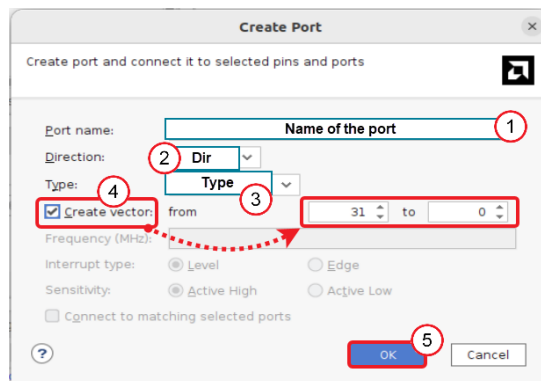 Create Port
Create port and connect it to selected pins and ports
Port name: Name of the port 1
Direction: 2 Dir
Type: Type 3
4
Create vector: from 31 to 0
Frequency (MHz):
Interrupt type: Level Edge
Sensitivity: Active High Active Low
Connect to matching selected ports
5
? OK Cancel